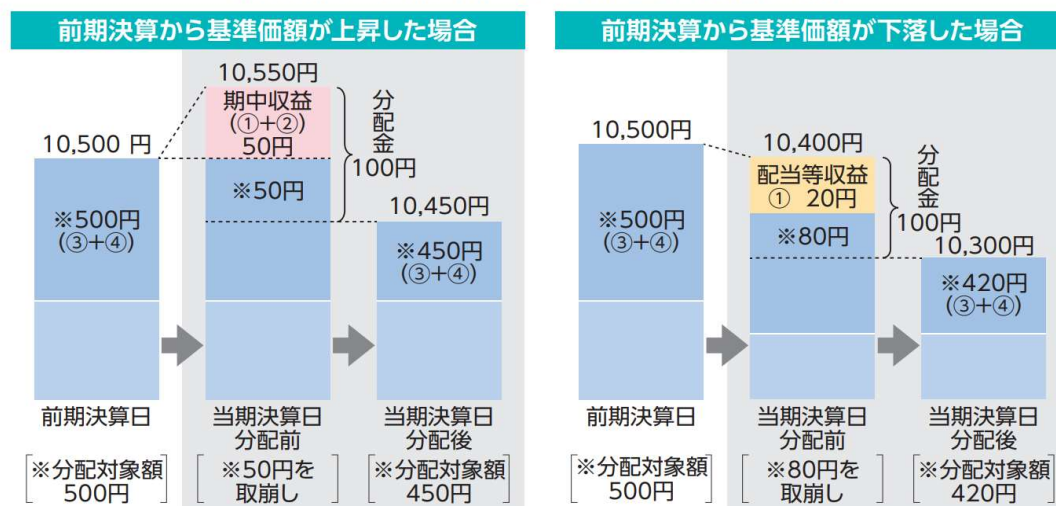 前期決算から基準価額が上昇した場合
10,550円
期中収益
(①+②)
50円
分配金
100円
10,500 円
※500円
(③+④)
※50円
10,450円
※450円
(③+④)
前期決算日
当期決算日
分配前
当期決算日
分配後
※分配対象額
500円
※50円を
取崩し
※分配対象額
450円
前期決算から基準価額が下落した場合
10,500円
※500円
(③+④)
10,400円
配当等収益
① 20円
※80円
分配金
100円
10,300円
※420円
(③+④)
前期決算日
当期決算日
分配前
当期決算日
分配後
※分配対象額
500円
※80円を
取崩し
※分配対象額
420円